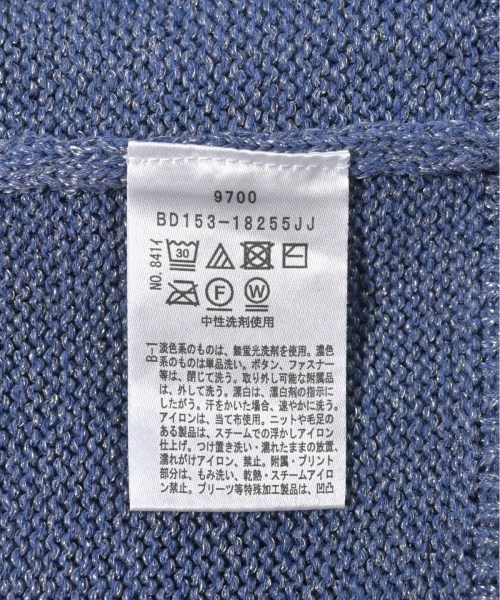 9700
BD153-18255JJ
NO.841イ
30
F W
中性洗剤使用
B-1
淡色系のものは、無蛍光洗剤を使用。濃色
系のものは単品洗い。ボタン、ファスナー
等は、閉じて洗う。取り外し可能な附属品
は、外して洗う。漂白は、漂白剤の指示に
したがう。汗をかいた場合、速やかに洗う。
アイロンは、当て布使用。ニットや毛足の
ある製品は、スチームでの浮かしアイロン
仕上げ。つけ置き洗い・濡れたままの放置、
濡れがけアイロン、禁止。附属・プリント
部分は、もみ洗い、乾熱・スチームアイロ
ン禁止。プリーツ等特殊加工製品は、凹凸